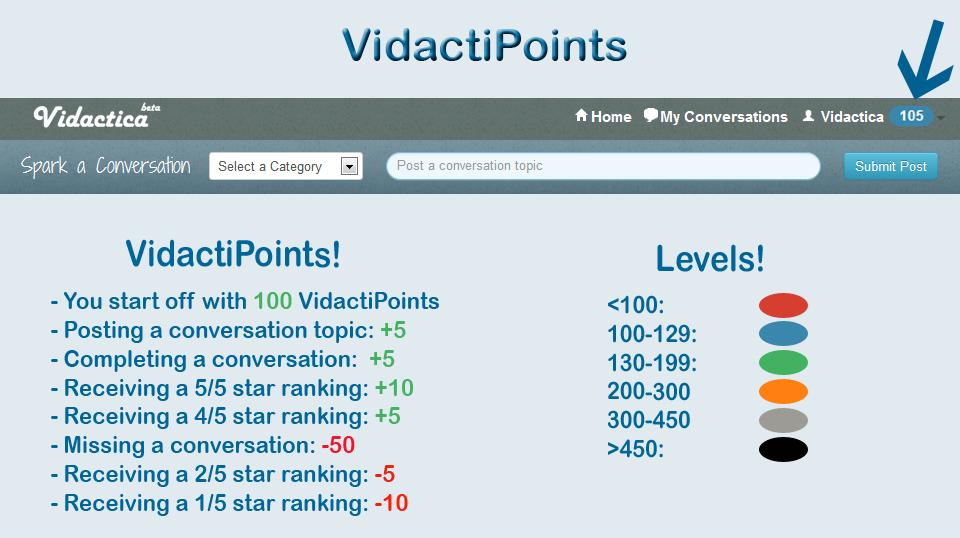 VidactiPoints
Vidactica beta
Home My Conversations Vidactica 105
Spark a Conversation Select a Category Post a conversation topic Submit Post
VidactiPoints!
- You start off with 100 VidactiPoints
- Posting a conversation topic: +5
- Completing a conversation: +5
- Receiving a 5/5 star ranking: +10
- Receiving a 4/5 star ranking: +5
- Missing a conversation: -50
- Receiving a 2/5 star ranking: -5
- Receiving a 1/5 star ranking: -10
Levels!
<100:
100-129:
130-199:
200-300
300-450
>450: